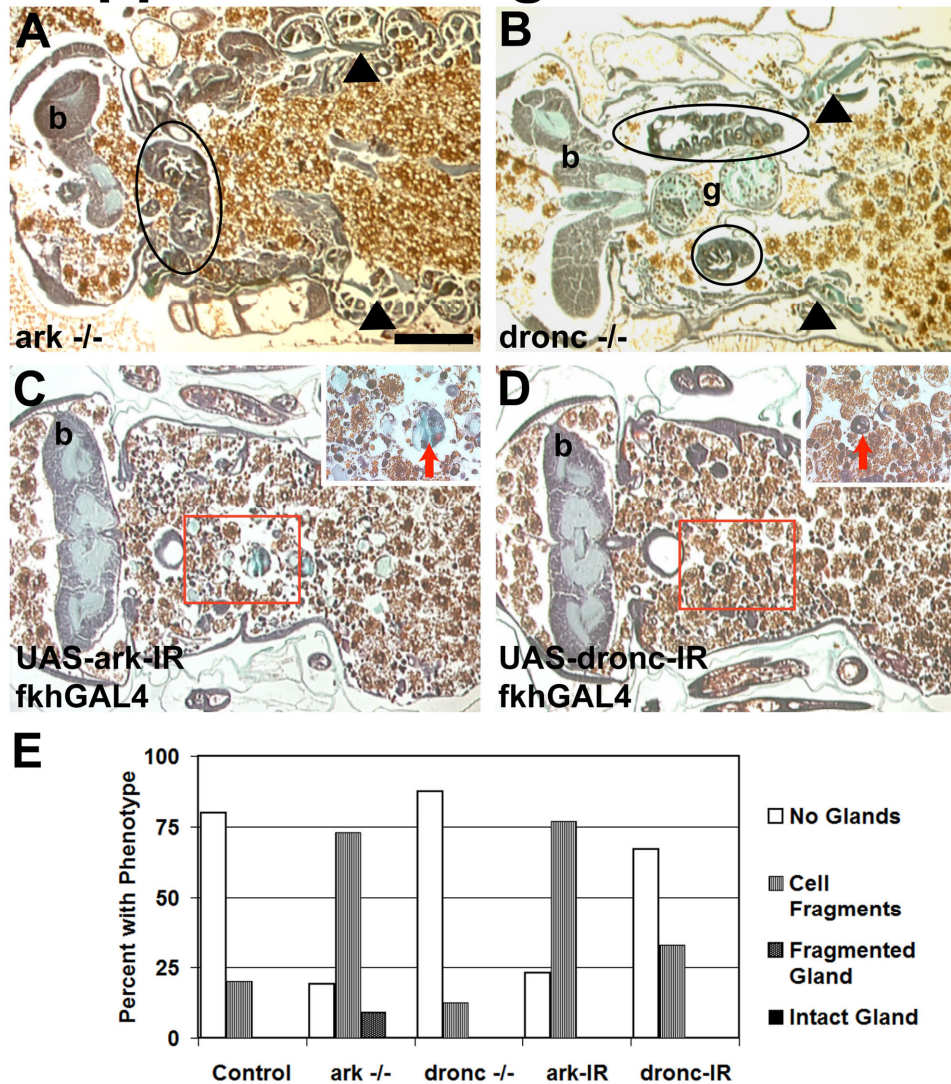 A
b
ark -/-
B
b
g
dronc -/-
C
b
UAS-ark-IR
fkhGAL4
D
b
UAS-dronc-IR
fkhGAL4
E
Percent with Phenotype
100
75
50
25
0
Control
ark -/-
dronc -/-
ark-IR
dronc-IR
No Glands
Cell
Fragments
Fragmented
Gland
Intact Gland